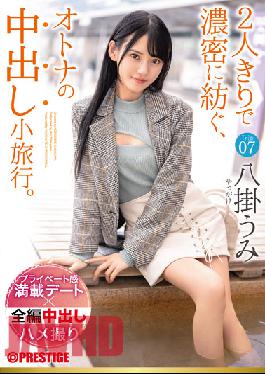 2人きりで
濃密に紡ぐ、
オトナの
中出し小旅行。
07
八掛うみ
プライベート感
満載デート
×
全編中出し
ハメ撮り
PRESTIGE
HD